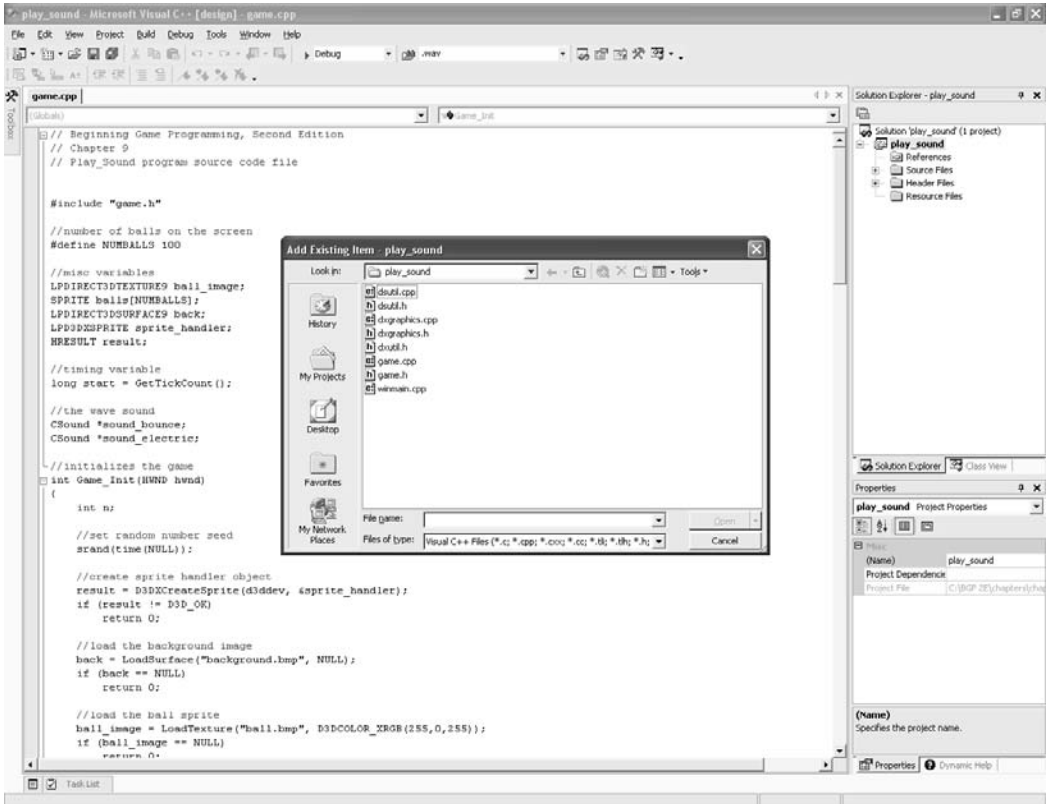 play_sound - Microsoft Visual C++ [design] - game.cpp
File Edit View Project Build Debug Tools Window Help
Debug .wav
Toolbox
game.cpp
(Globals) Game_Init
// Beginning Game Programming, Second Edition
// Chapter 9
// Play_Sound program source code file
#include "game.h"
//number of balls on the screen
#define NUMBALLS 100
//misc variables
LPDIRECT3DTEXTURE9 ball_image;
SPRITE balls[NUMBALLS];
LPDIRECT3DSURFACE9 back;
LPD3DXSPRITE sprite_handler;
HRESULT result;
//timing variable
long start = GetTickCount();
//the wave sound
CSound *sound_bounce;
CSound *sound_electric;
//initializes the game
int Game_Init(HWND hwnd)
{
int n;
//set random number seed
srand(time(NULL));
//create sprite handler object
result = D3DXCreateSprite(d3ddev, &sprite_handler);
if (result != D3D_OK)
return 0;
//load the background image
back = LoadSurface("background.bmp", NULL);
if (back == NULL)
return 0;
//load the ball sprite
ball_image = LoadTexture("ball.bmp", D3DCOLOR_XRGB(255,0,255));
if (ball_image == NULL)
return 0;
Add Existing Item - play_sound
Look in: play_sound Tools
History
My Projects
Desktop
Favorites
My Network
Places
dsutil.cpp
dsutil.h
dxgraphics.cpp
dxgraphics.h
dxutil.h
game.cpp
game.h
winmain.cpp
File name: Open
Files of type: Visual C++ Files (*.c; *.cpp; *.cxx; *.cc; *.tli; *.tlh; *.h; Cancel
Solution Explorer - play_sound
Solution 'play_sound' (1 project)
play_sound
References
Source Files
Header Files
Resource Files
Solution Explorer Class View
Properties
play_sound Project Properties
Misc
(Name) play_sound
Project Dependencie
Project File C:\BGP 2E\chapters\chap
(Name)
Specifies the project name.
Properties Dynamic Help
Task List